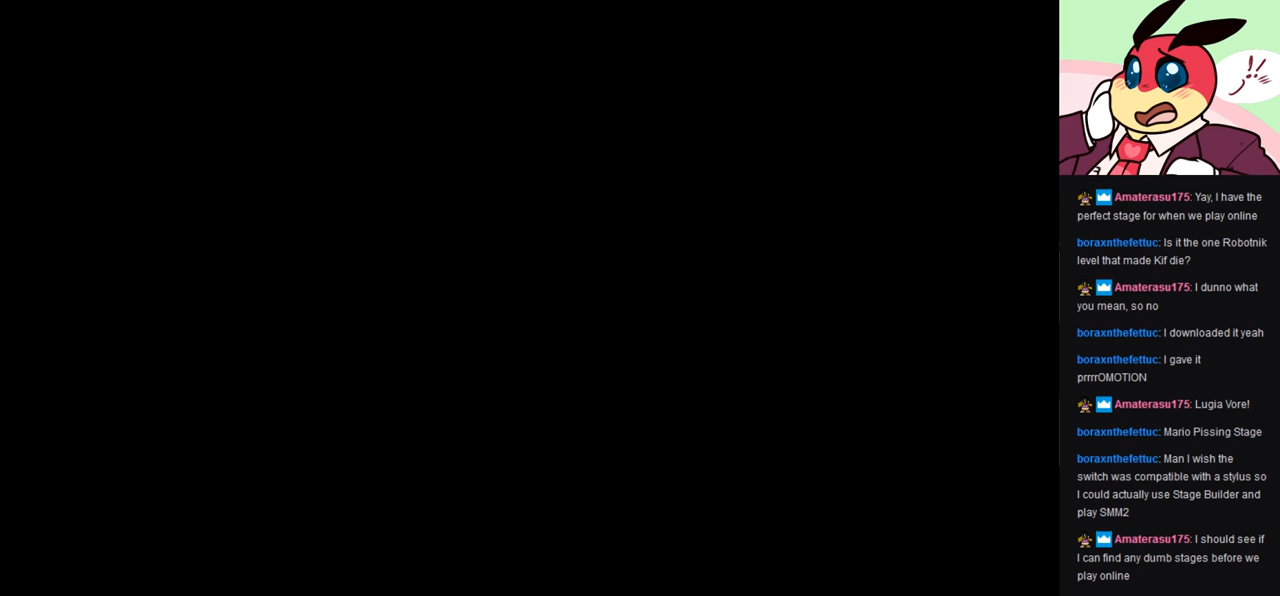 !!
Amaterasu175: Yay, I have the
perfect stage for when we play online
boraxnthefettuc: Is it the one Robotnik
level that made Kif die?
Amaterasu175: I dunno what
you mean, so no
boraxnthefettuc: I downloaded it yeah
boraxnthefettuc: I gave it
prrrrOMOTION
Amaterasu175: Lugia Vore!
boraxnthefettuc: Mario Pissing Stage
boraxnthefettuc: Man I wish the
switch was compatible with a stylus so
I could actually use Stage Builder and
play SMM2
Amaterasu175: I should see if
I can find any dumb stages before we
play online